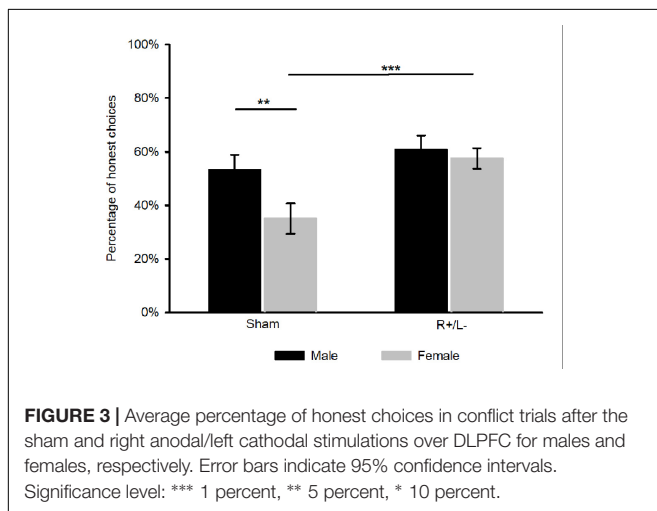 100%
80%
60%
40%
20%
0%
Percentage of honest choices
***
**
Sham
R+/L-
Male
Female
FIGURE 3 | Average percentage of honest choices in conflict trials after the
sham and right anodal/left cathodal stimulations over DLPFC for males and
females, respectively. Error bars indicate 95% confidence intervals.
Significance level: *** 1 percent, ** 5 percent, * 10 percent.